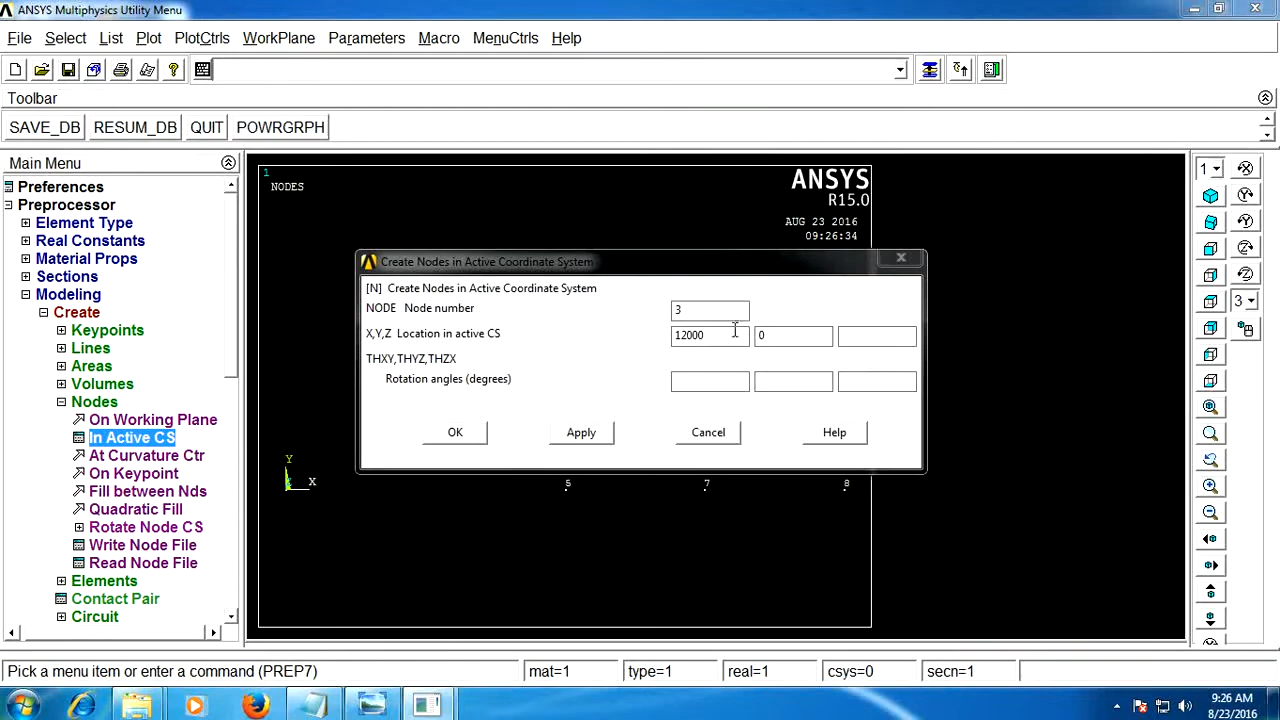 ANSYS Multiphysics Utility Menu
File Select List Plot PlotCtrls WorkPlane Parameters Macro MenuCtrls Help
Toolbar
SAVE_DB RESUM_DB QUIT POWRGRPH
Main Menu
Preferences
Preprocessor
Element Type
Real Constants
Material Props
Sections
Modeling
Create
Keypoints
Lines
Areas
Volumes
Nodes
On Working Plane
In Active CS
At Curvature Ctr
On Keypoint
Fill between Nds
Quadratic Fill
Rotate Node CS
Write Node File
Read Node File
Elements
Contact Pair
Circuit
1
NODES
ANSYS
R15.0
AUG 23 2016
09:26:34
Create Nodes in Active Coordinate System
[N] Create Nodes in Active Coordinate System
NODE Node number 3
X,Y,Z Location in active CS 12000 0
THXY,THYZ,THZX
Rotation angles (degrees)
OK Apply Cancel Help
Y
X
5 7 8
1
3
Pick a menu item or enter a command (PREP7) mat=1 type=1 real=1 csys=0 secn=1
9:26 AM
8/23/2016